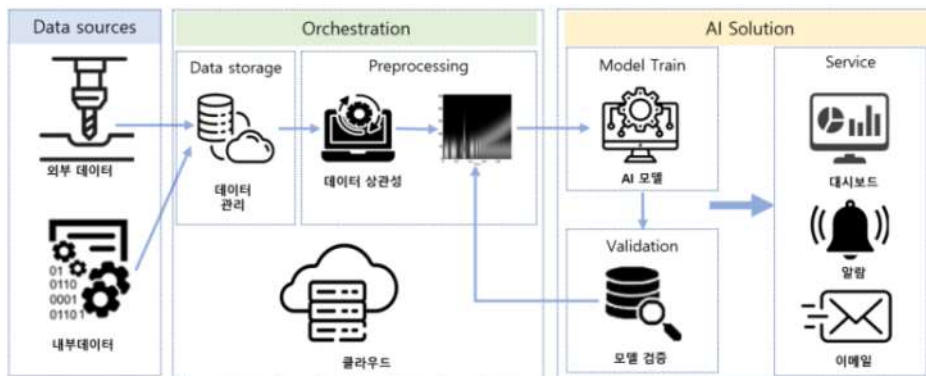 Data sources
외부 데이터
01
0110
0001
01101
내부데이터
Orchestration
Data storage
데이터
관리
Preprocessing
데이터 상관성
클라우드
AI Solution
Model Train
AI 모델
Validation
모델 검증
Service
대시보드
알람
이메일